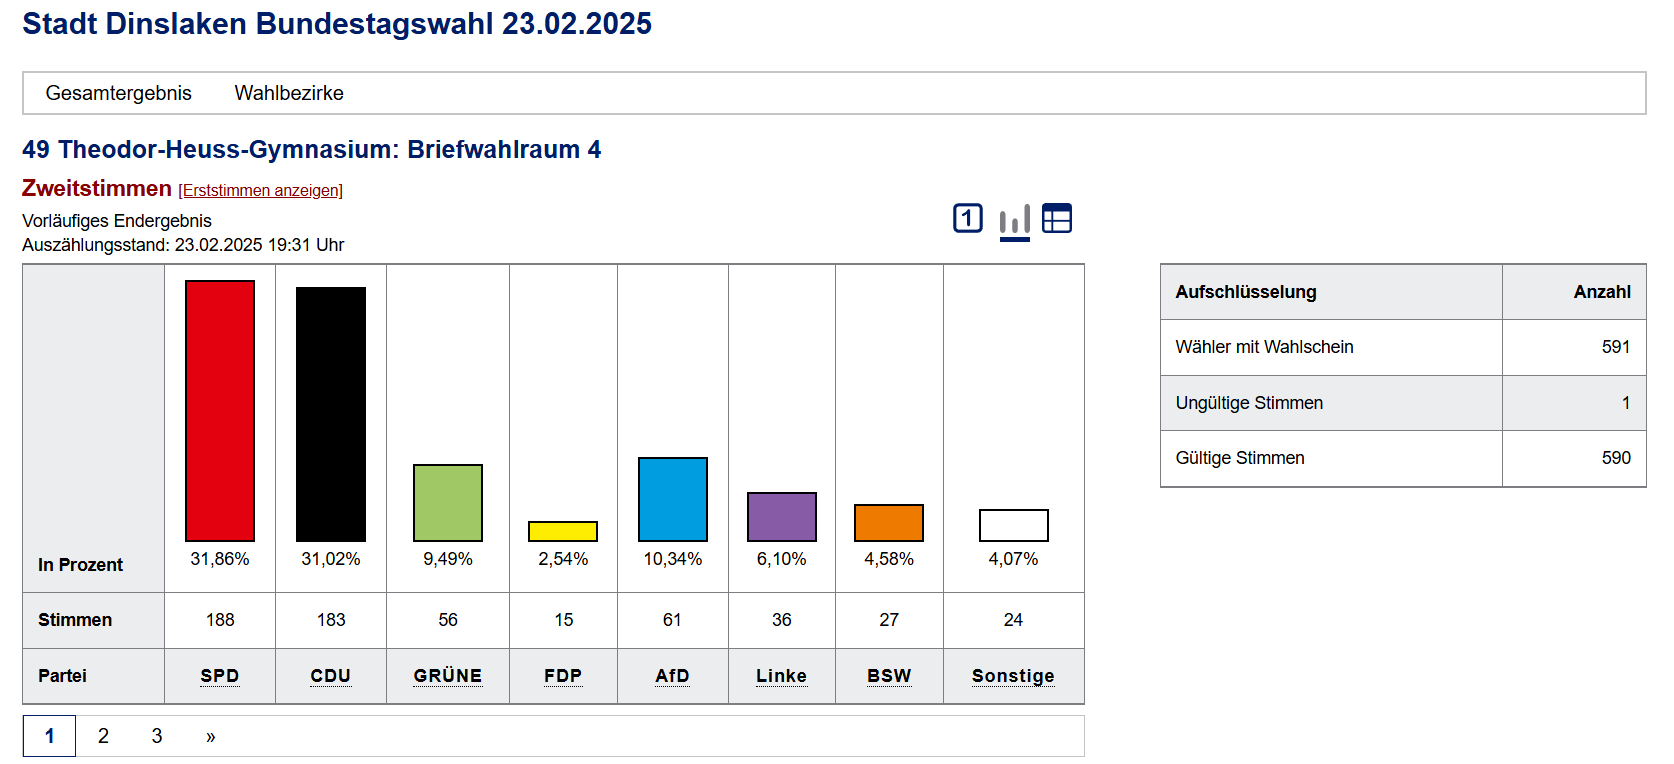 Stadt Dinslaken Bundestagswahl 23.02.2025
Gesamtergebnis Wahlbezirke
49 Theodor-Heuss-Gymnasium: Briefwahlraum 4
Zweitstimmen [Erststimmen anzeigen]
Vorläufiges Endergebnis
Auszählungsstand: 23.02.2025 19:31 Uhr
1
In Prozent 31,86% 31,02% 9,49% 2,54% 10,34% 6,10% 4,58% 4,07%
Stimmen 188 183 56 15 61 36 27 24
Partei SPD CDU GRÜNE FDP AfD Linke BSW Sonstige
1 2 3 »
Aufschlüsselung Anzahl
Wähler mit Wahlschein 591
Ungültige Stimmen 1
Gültige Stimmen 590